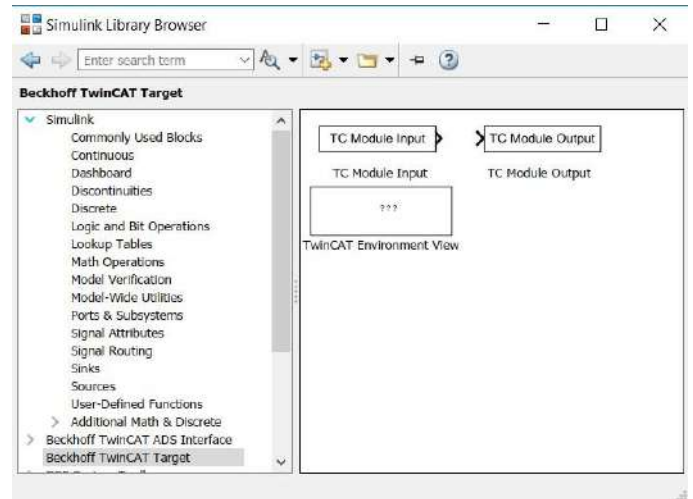 Simulink Library Browser
Enter search term
Beckhoff TwinCAT Target
Simulink
Commonly Used Blocks
Continuous
Dashboard
Discontinuities
Discrete
Logic and Bit Operations
Lookup Tables
Math Operations
Model Verification
Model-Wide Utilities
Ports & Subsystems
Signal Attributes
Signal Routing
Sinks
Sources
User-Defined Functions
Additional Math & Discrete
Beckhoff TwinCAT ADS Interface
Beckhoff TwinCAT Target
TC Module Input
TC Module Output
TC Module Input
TC Module Output
???
TwinCAT Environment View